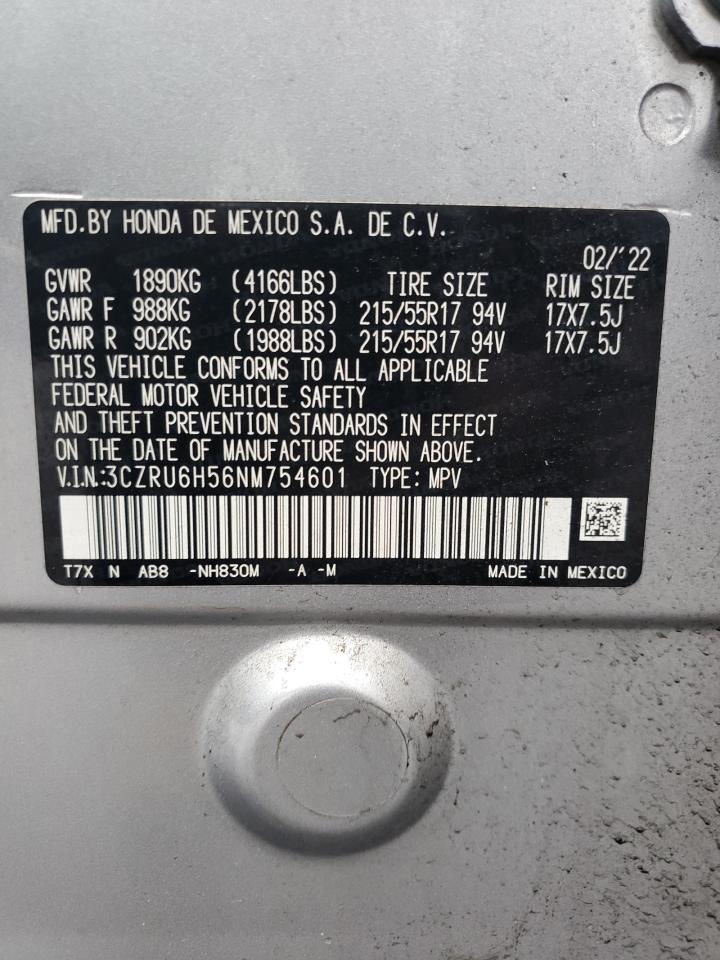 MFD.BY HONDA DE MEXICO S.A. DE C.V.
02/'22
GVWR 1890KG (4166LBS) TIRE SIZE RIM SIZE
GAWR F 988KG (2178LBS) 215/55R17 94V 17X7.5J
GAWR R 902KG (1988LBS) 215/55R17 94V 17X7.5J
THIS VEHICLE CONFORMS TO ALL APPLICABLE
FEDERAL MOTOR VEHICLE SAFETY
AND THEFT PREVENTION STANDARDS IN EFFECT
ON THE DATE OF MANUFACTURE SHOWN ABOVE.
V.I.N.:3CZRU6H56NM754601 TYPE: MPV
T7X N AB8 -NH830M -A -M MADE IN MEXICO